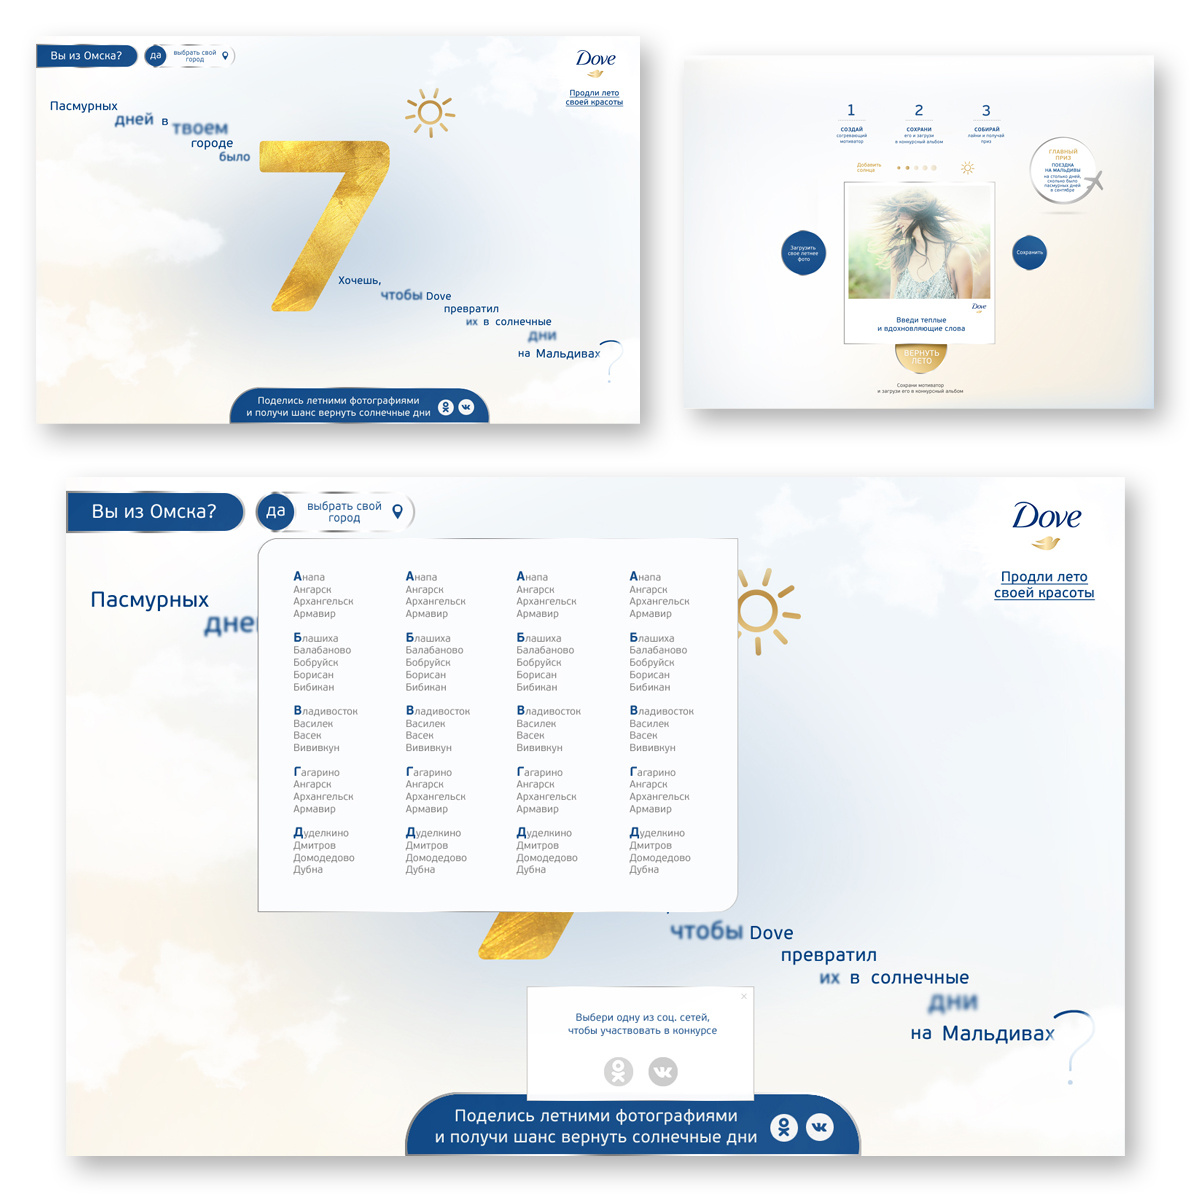 Вы из Омска?
да
выбрать свой
город
Dove
Продли лето
своей красоты
Пасмурных
дней в
твоем
городе
было
7
Хочешь,
чтобы Dove
превратил
их в солнечные
дни
на Мальдивах?
Поделись летними фотографиями
и получи шанс вернуть солнечные дни
1
СОЗДАЙ
согревающий
мотиватор
2
СОХРАНИ
его и загрузи
в конкурсный альбом
3
СОБИРАЙ
лайки и получай
приз
Добавить
солнца
ГЛАВНЫЙ
ПРИЗ
ПОЕЗДКА
НА МАЛЬДИВЫ
на столько дней,
сколько было
пасмурных дней
в сентябре
Загрузить
свое летнее
фото
Сохранить
Dove
Введи теплые
и вдохновляющие слова
ВЕРНУТЬ
ЛЕТО
Сохрани мотиватор
и загрузи его в конкурсный альбом
Вы из Омска?
да
выбрать свой
город
Dove
Продли лето
своей красоты
Пасмурных
дне
Анапа Анапа Анапа Анапа
Ангарск Ангарск Ангарск Ангарск
Архангельск Архангельск Архангельск Архангельск
Армавир Армавир Армавир Армавир
Блашиха Блашиха Блашиха Блашиха
Балабаново Балабаново Балабаново Балабаново
Бобруйск Бобруйск Бобруйск Бобруйск
Борисан Борисан Борисан Борисан
Бибикан Бибикан Бибикан Бибикан
Владивосток Владивосток Владивосток Владивосток
Василек Василек Василек Василек
Васек Васек Васек Васек
Вививкун Вививкун Вививкун Вививкун
Гагарино Гагарино Гагарино Гагарино
Ангарск Ангарск Ангарск Ангарск
Архангельск Архангельск Архангельск Архангельск
Армавир Армавир Армавир Армавир
Дуделкино Дуделкино Дуделкино Дуделкино
Дмитров Дмитров Дмитров Дмитров
Домодедово Домодедово Домодедово Домодедово
Дубна Дубна Дубна Дубна
чтобы Dove
превратил
их в солнечные
дни
на Мальдивах?
Выбери одну из соц. сетей,
чтобы участвовать в конкурсе
Поделись летними фотографиями
и получи шанс вернуть солнечные дни